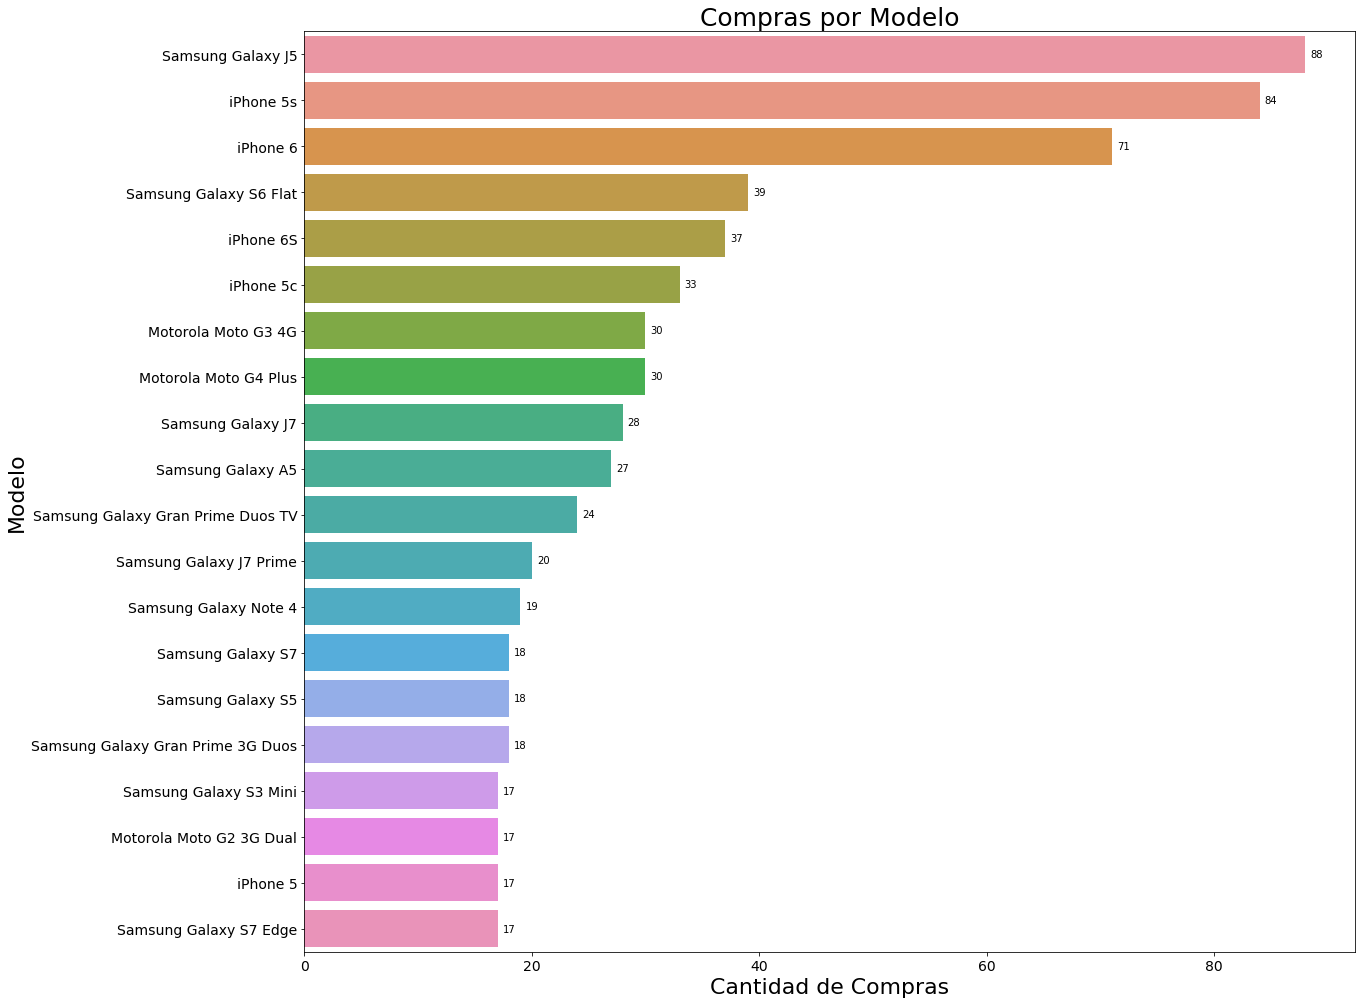 Compras por Modelo
Samsung Galaxy J5 88
iPhone 5s 84
iPhone 6 71
Samsung Galaxy S6 Flat 39
iPhone 6S 37
iPhone 5c 33
Motorola Moto G3 4G 30
Motorola Moto G4 Plus 30
Samsung Galaxy J7 28
Samsung Galaxy A5 27
Samsung Galaxy Gran Prime Duos TV 24
Samsung Galaxy J7 Prime 20
Samsung Galaxy Note 4 19
Samsung Galaxy S7 18
Samsung Galaxy S5 18
Samsung Galaxy Gran Prime 3G Duos 18
Samsung Galaxy S3 Mini 17
Motorola Moto G2 3G Dual 17
iPhone 5 17
Samsung Galaxy S7 Edge 17
Modelo
0 20 40 60 80
Cantidad de Compras